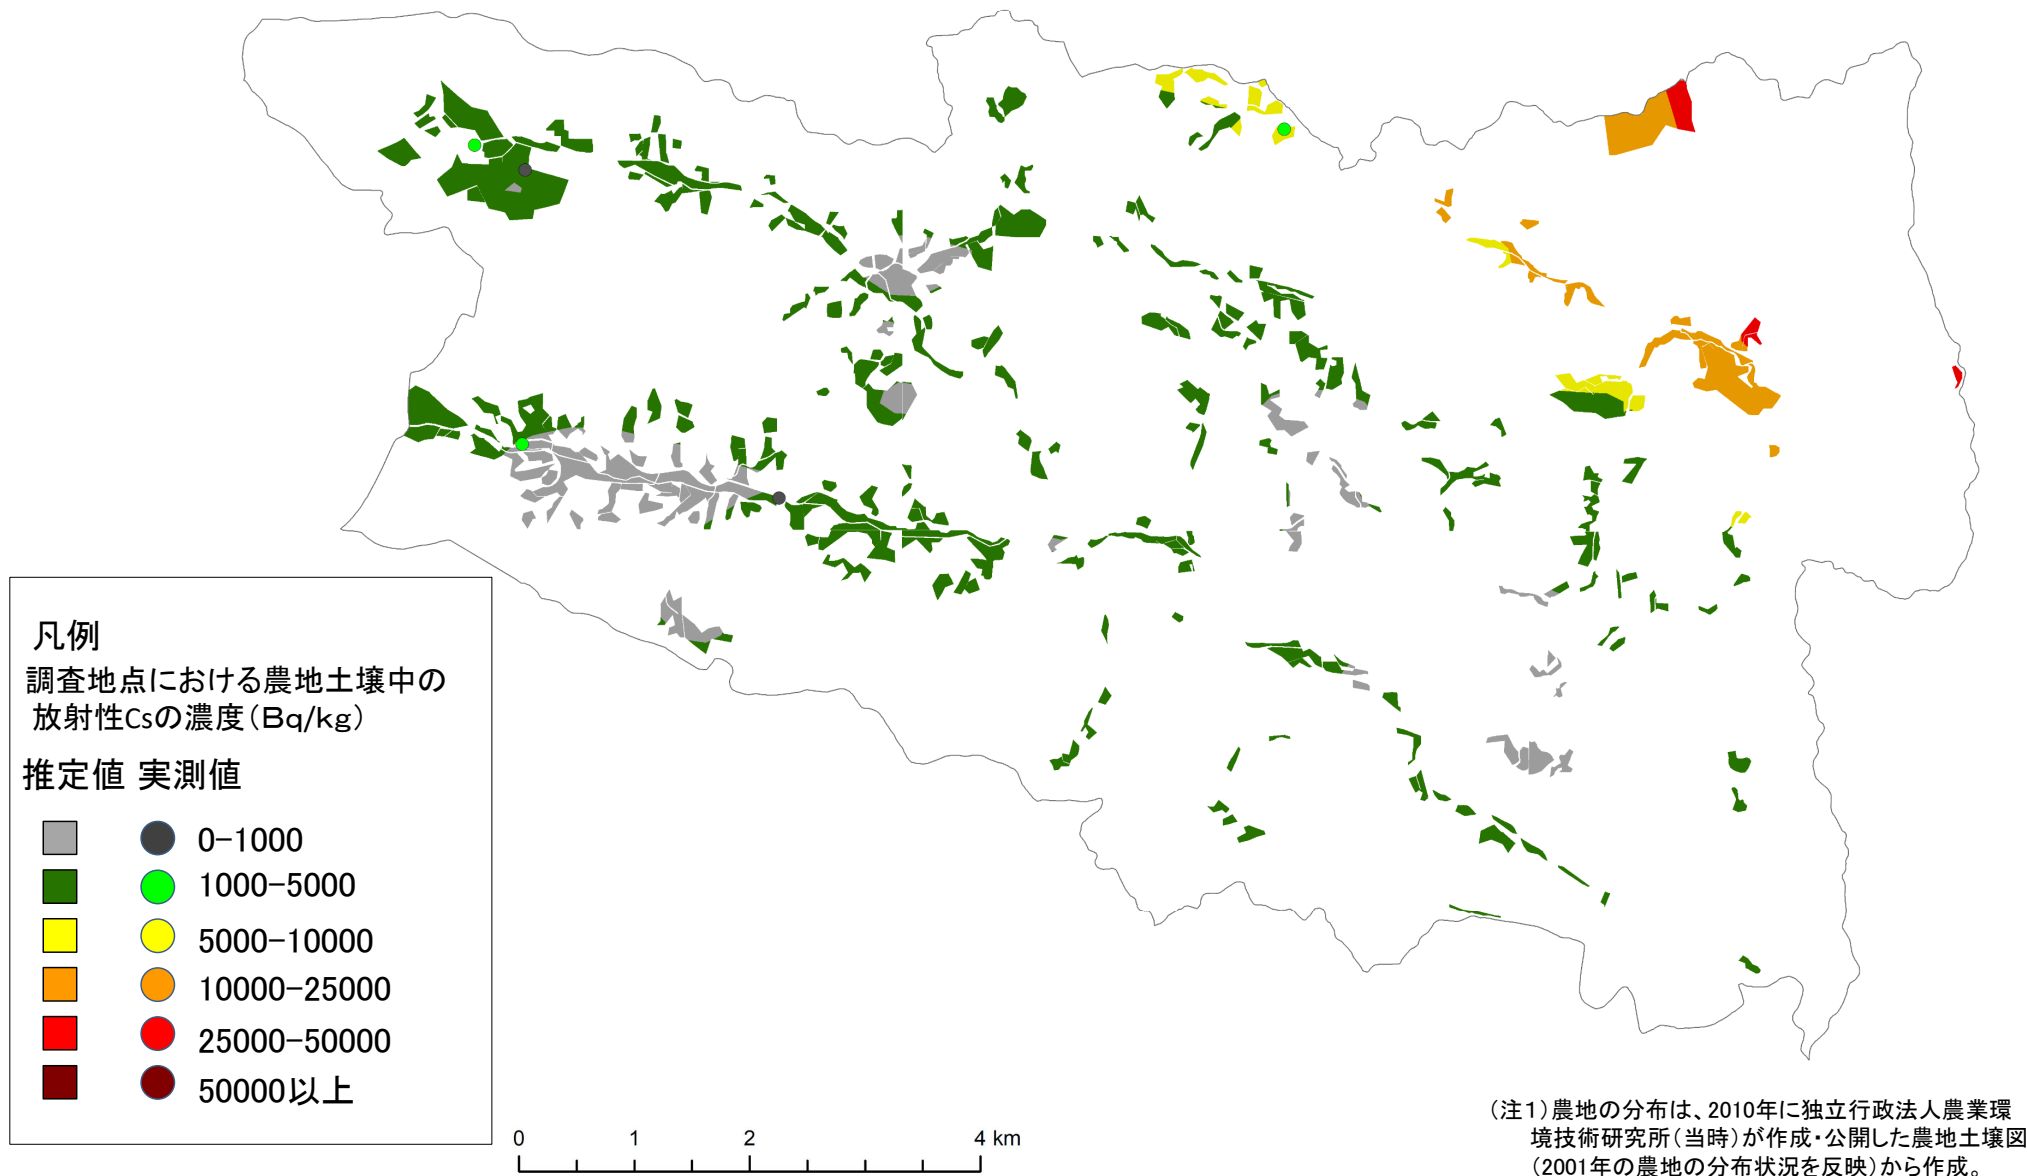 凡例
調査地点における農地土壌中の
放射性Csの濃度(Bq/kg)
推定値 実測値
0-1000
1000-5000
5000-10000
10000-25000
25000-50000
50000以上
0 1 2 4 km
(注1)農地の分布は、2010年に独立行政法人農業環
境技術研究所(当時)が作成・公開した農地土壌図
(2001年の農地の分布状況を反映)から作成。